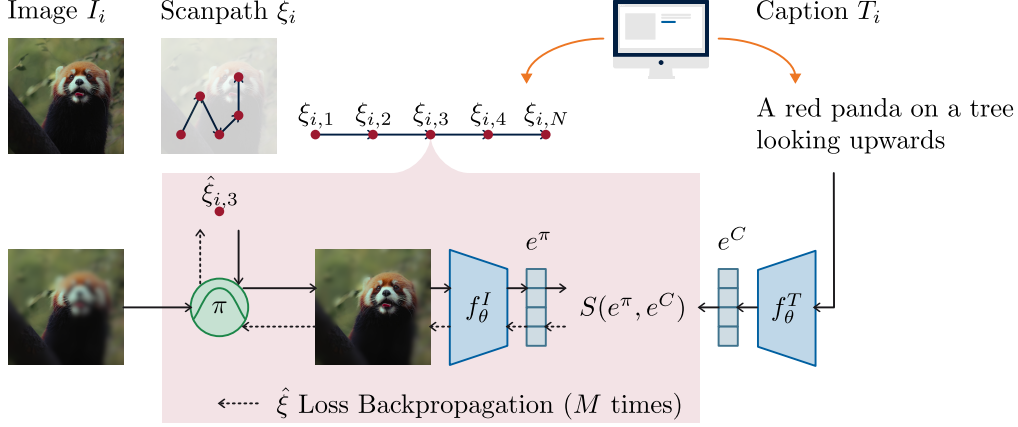 Image I_i
Scanpath ξ_i
Caption T_i
ξ_{i,1} ξ_{i,2} ξ_{i,3} ξ_{i,4} ξ_{i,N}
A red panda on a tree
looking upwards
ξ̂_{i,3}
e^π
e^C
π
f_θ^I
S(e^π, e^C)
f_θ^T
ξ̂ Loss Backpropagation (M times)